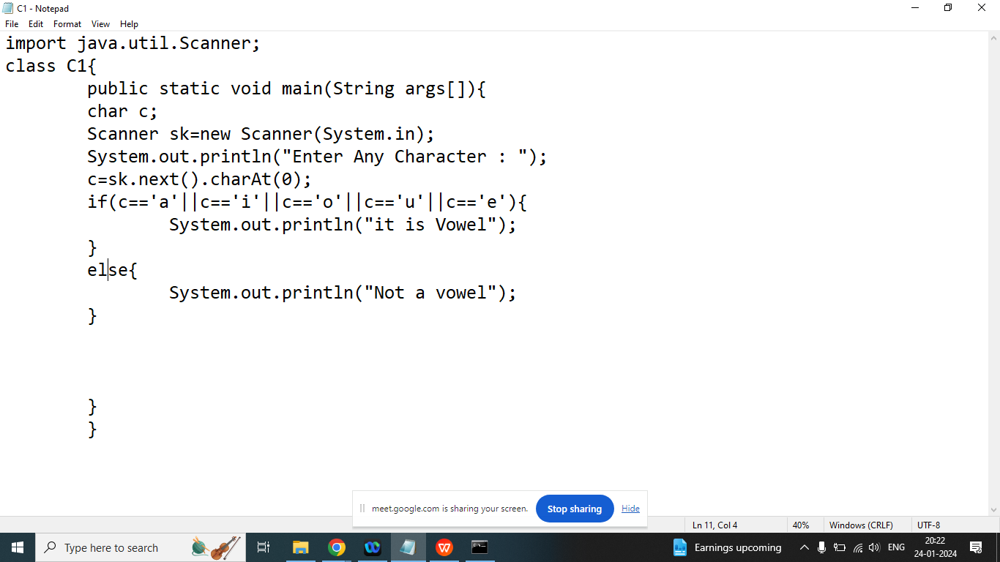 C1 - Notepad
File Edit Format View Help
import java.util.Scanner;
class C1{
        public static void main(String args[]){
        char c;
        Scanner sk=new Scanner(System.in);
        System.out.println("Enter Any Character : ");
        c=sk.next().charAt(0);
        if(c=='a'||c=='i'||c=='o'||c=='u'||c=='e'){
                System.out.println("it is Vowel");
        }
        else{
                System.out.println("Not a vowel");
        }
        }
        }
meet.google.com is sharing your screen. Stop sharing Hide
Ln 11, Col 4 40% Windows (CRLF) UTF-8
Type here to search Earnings upcoming ENG 20:22
24-01-2024